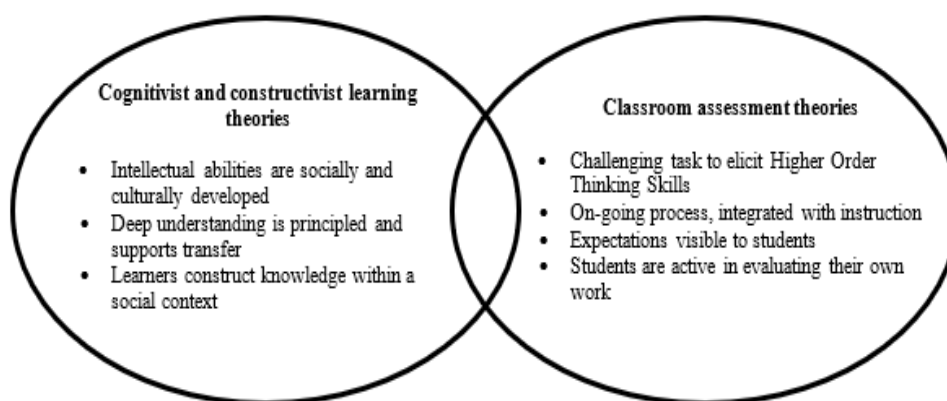 Cognitivist and constructivist learning
theories
• Intellectual abilities are socially and
culturally developed
• Deep understanding is principled and
supports transfer
• Learners construct knowledge within a
social context
Classroom assessment theories
• Challenging task to elicit Higher Order
Thinking Skills
• On-going process, integrated with instruction
• Expectations visible to students
• Students are active in evaluating their own
work